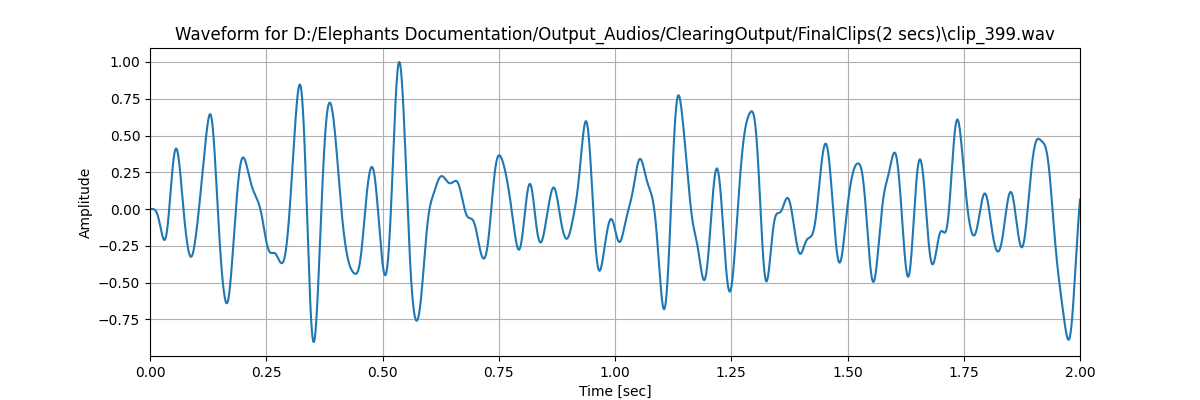 Waveform for D:/Elephants Documentation/Output_Audios/ClearingOutput/FinalClips(2 secs)\clip_399.wav
1.00
0.75
0.50
0.25
0.00
−0.25
−0.50
−0.75
Amplitude
0.00 0.25 0.50 0.75 1.00 1.25 1.50 1.75 2.00
Time [sec]